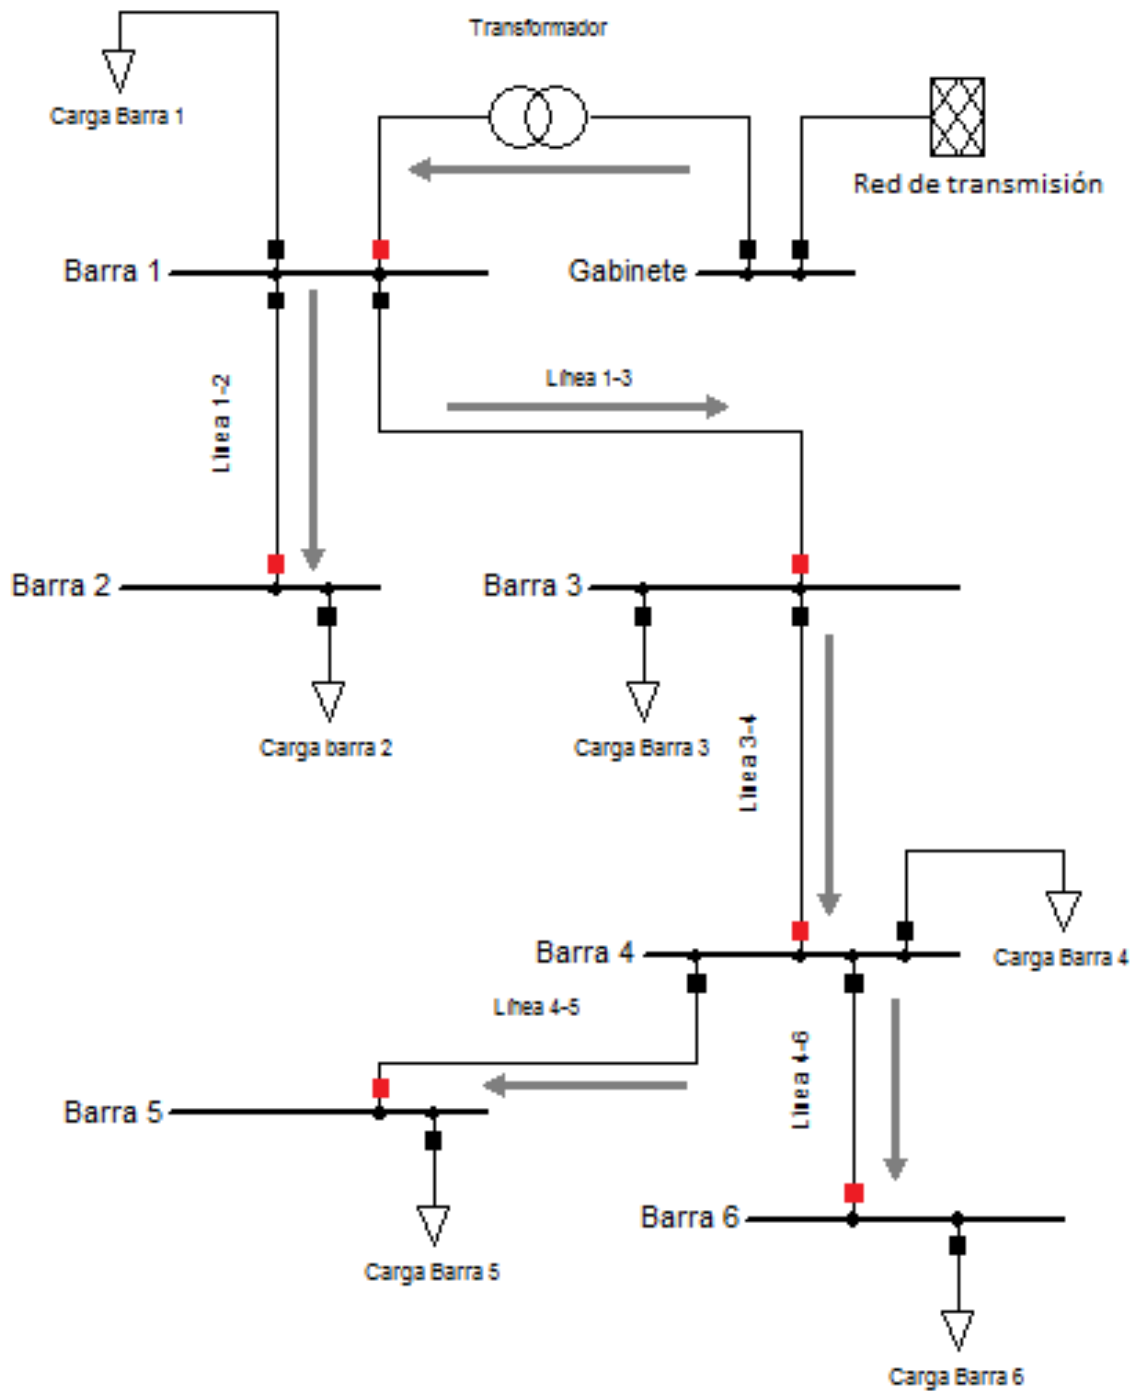 Transformador
Carga Barra 1
Red de transmisión
Barra 1
Gabinete
Línea 1-2
Línea 1-3
Barra 2
Barra 3
Carga barra 2
Carga Barra 3
Línea 3-4
Barra 4
Carga Barra 4
Línea 4-5
Línea 4-6
Barra 5
Barra 6
Carga Barra 5
Carga Barra 6